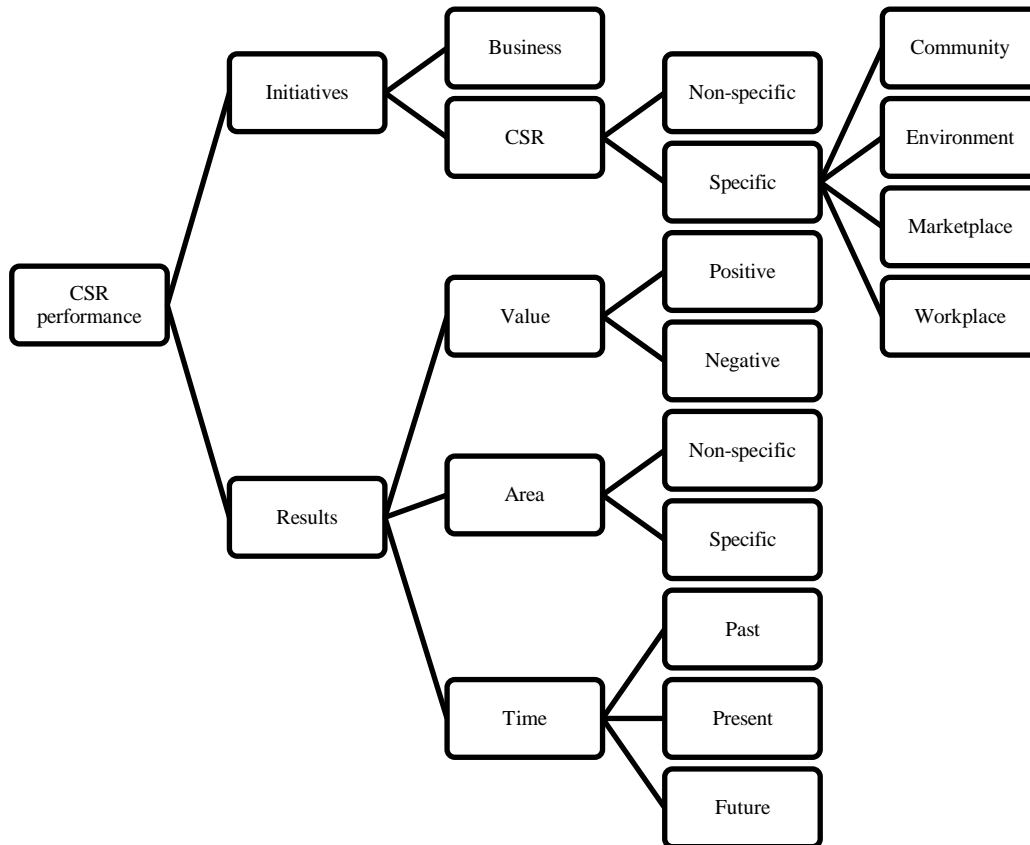 Business
Community
Initiatives
Non-specific
CSR
Environment
Specific
Marketplace
Positive
CSR
performance
Value
Workplace
Negative
Non-specific
Area
Results
Specific
Past
Time
Present
Future